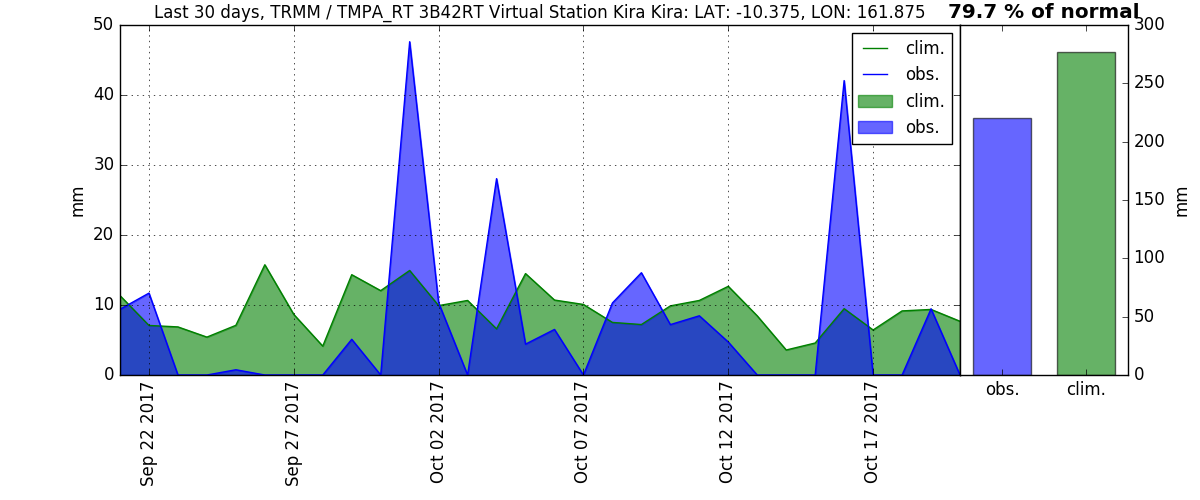 Last 30 days, TRMM / TMPA_RT 3B42RT Virtual Station Kira Kira: LAT: -10.375, LON: 161.875
79.7 % of normal
50
40
30
20
10
0
mm
clim.
obs.
clim.
obs.
300
250
200
150
100
50
0
mm
Sep 22 2017
Sep 27 2017
Oct 02 2017
Oct 07 2017
Oct 12 2017
Oct 17 2017
obs.
clim.